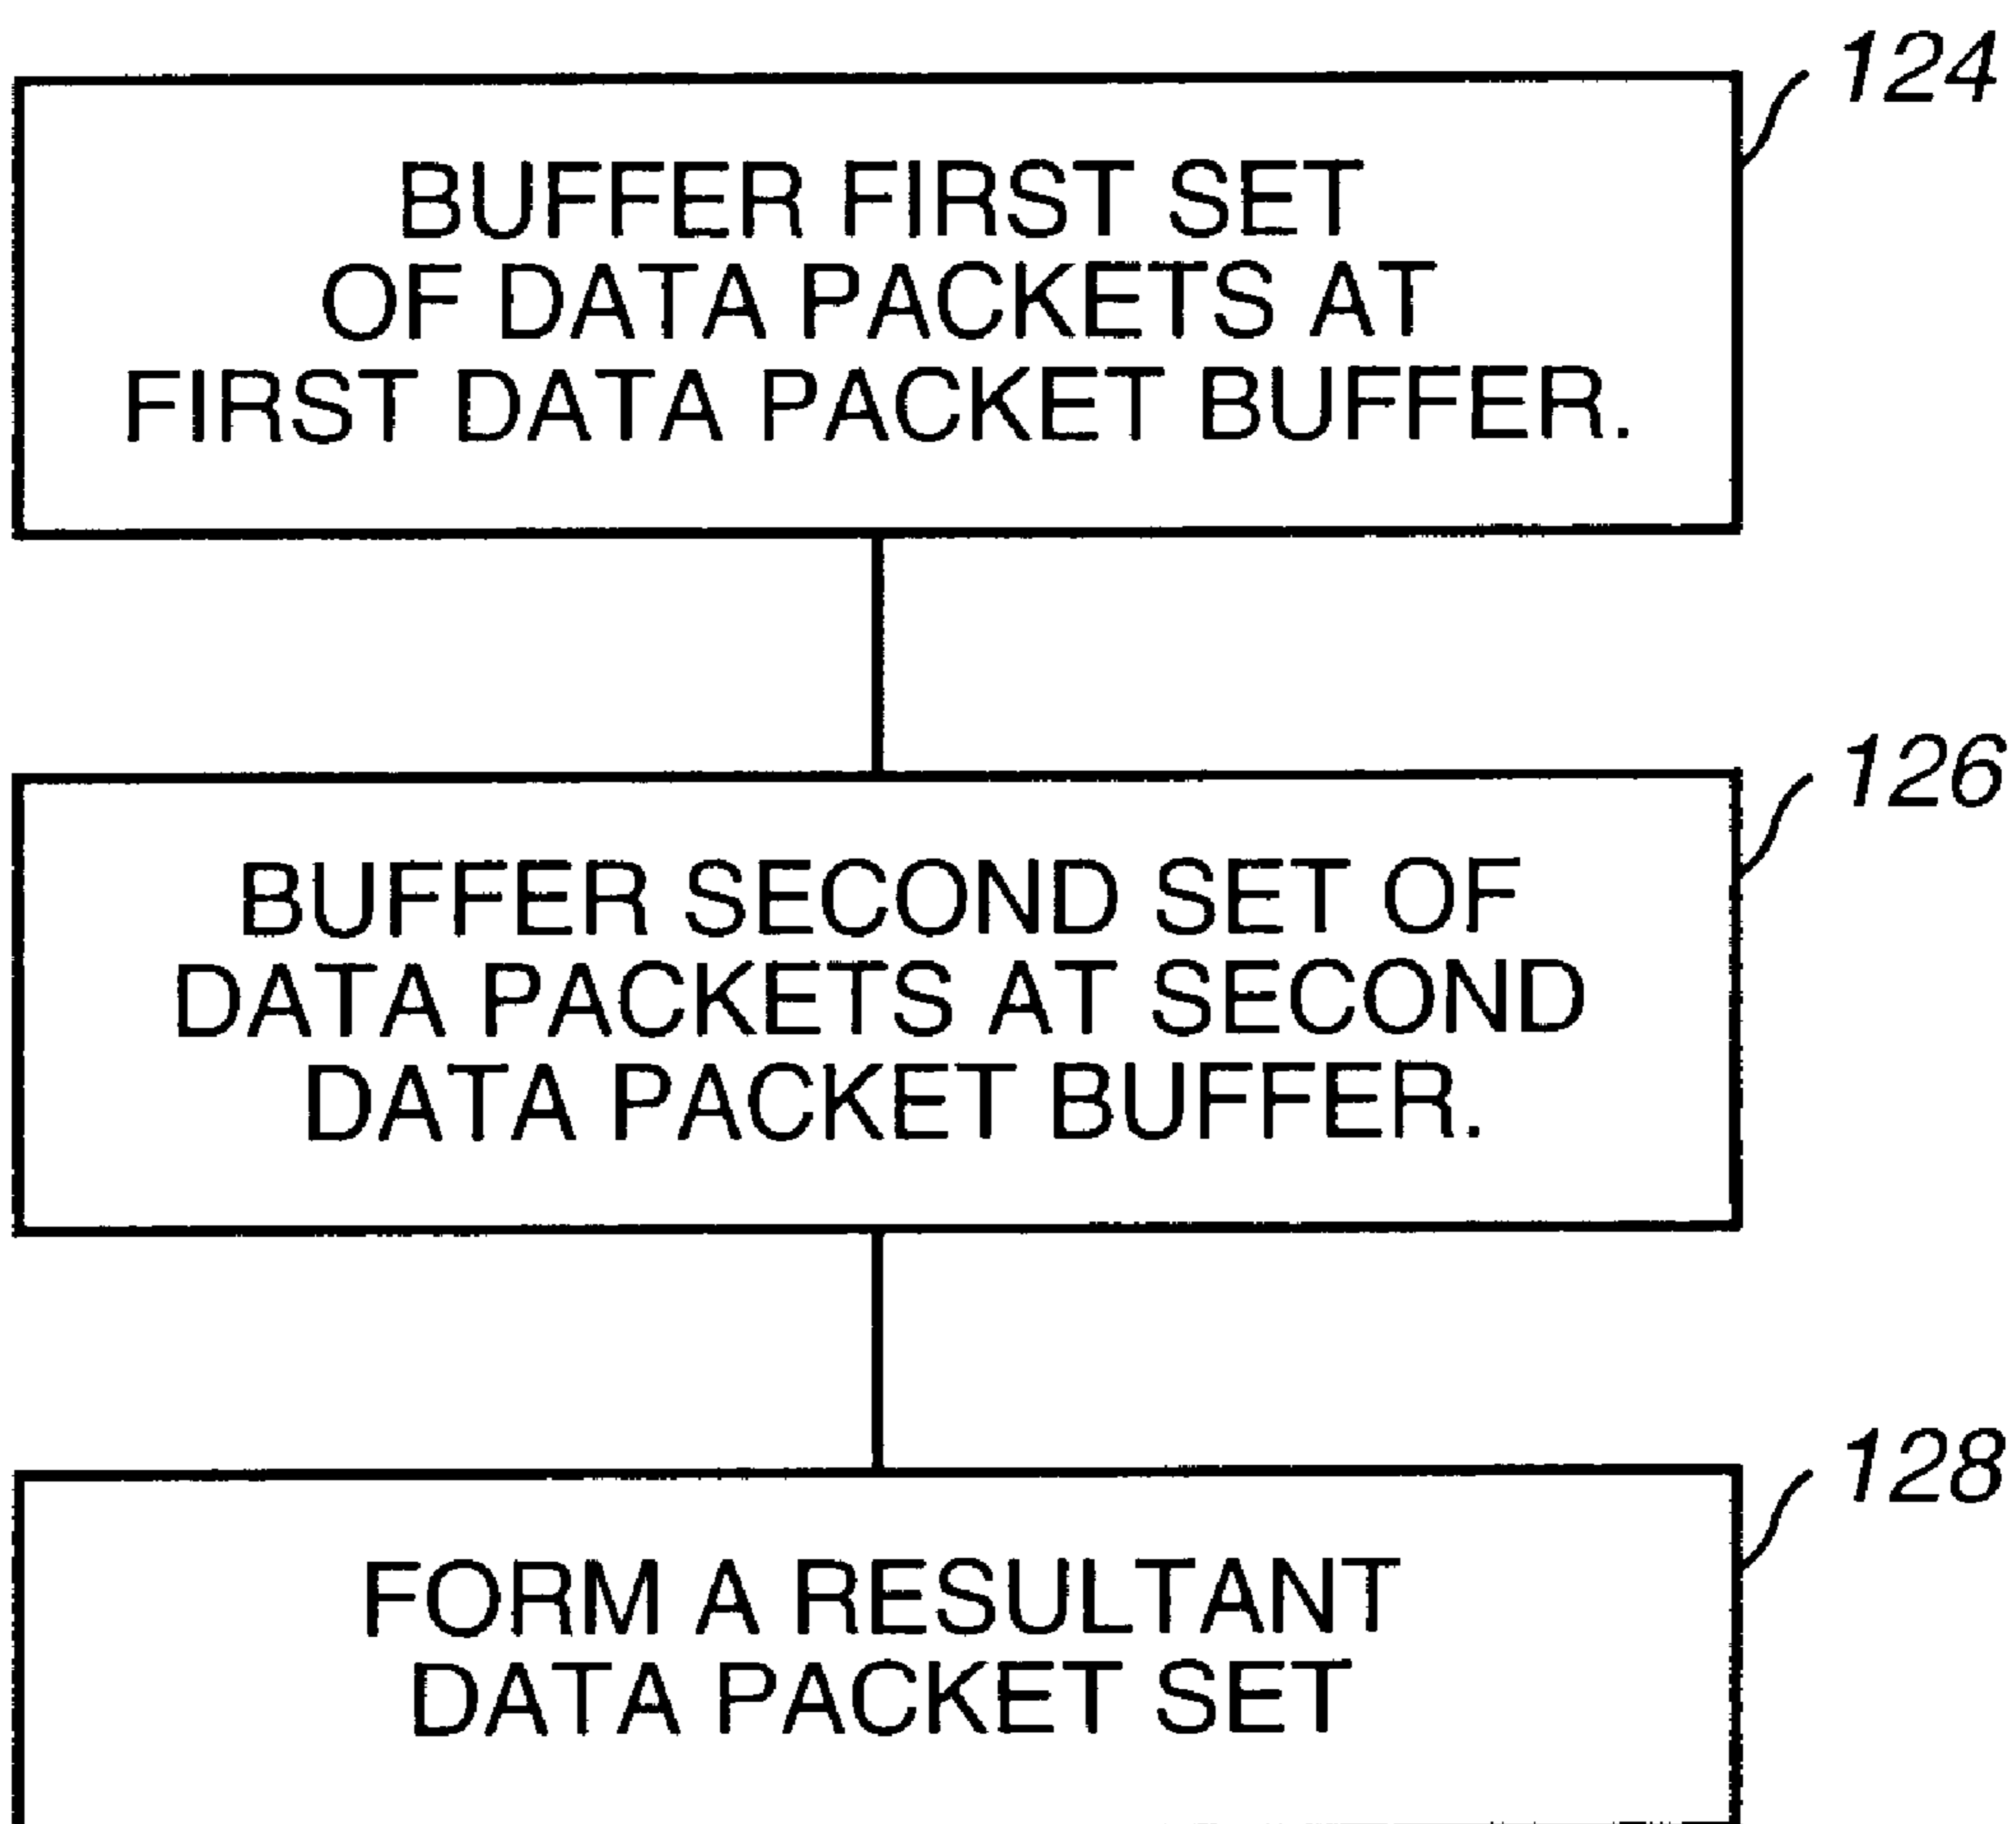 124
BUFFER FIRST SET
OF DATA PACKETS AT
FIRST DATA PACKET BUFFER.
126
BUFFER SECOND SET OF
DATA PACKETS AT SECOND
DATA PACKET BUFFER.
128
FORM A RESULTANT
DATA PACKET SET